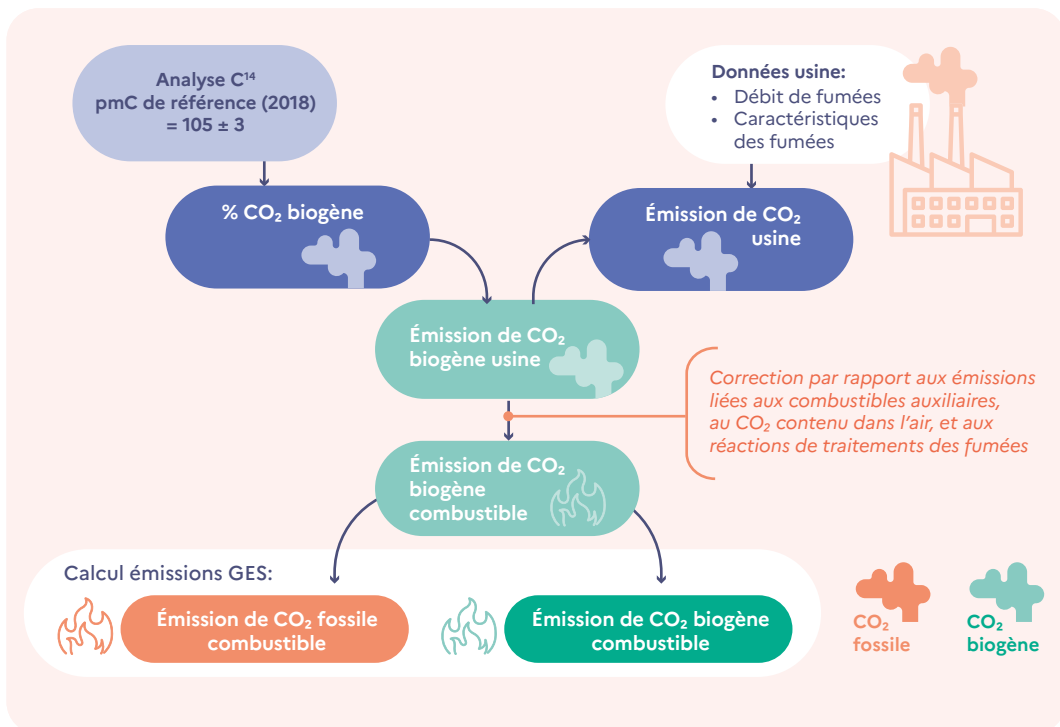 Analyse C¹⁴
pmC de référence (2018)
= 105 ± 3
Données usine:
• Débit de fumées
• Caractéristiques
des fumées
% CO₂ biogène
Émission de CO₂
usine
Émission de CO₂
biogène usine
Correction par rapport aux émissions
liées aux combustibles auxiliaires,
au CO₂ contenu dans l’air, et aux
réactions de traitements des fumées
Émission de CO₂
biogène
combustible
Calcul émissions GES:
Émission de CO₂ fossile
combustible
Émission de CO₂ biogène
combustible
CO₂
fossile
CO₂
biogène